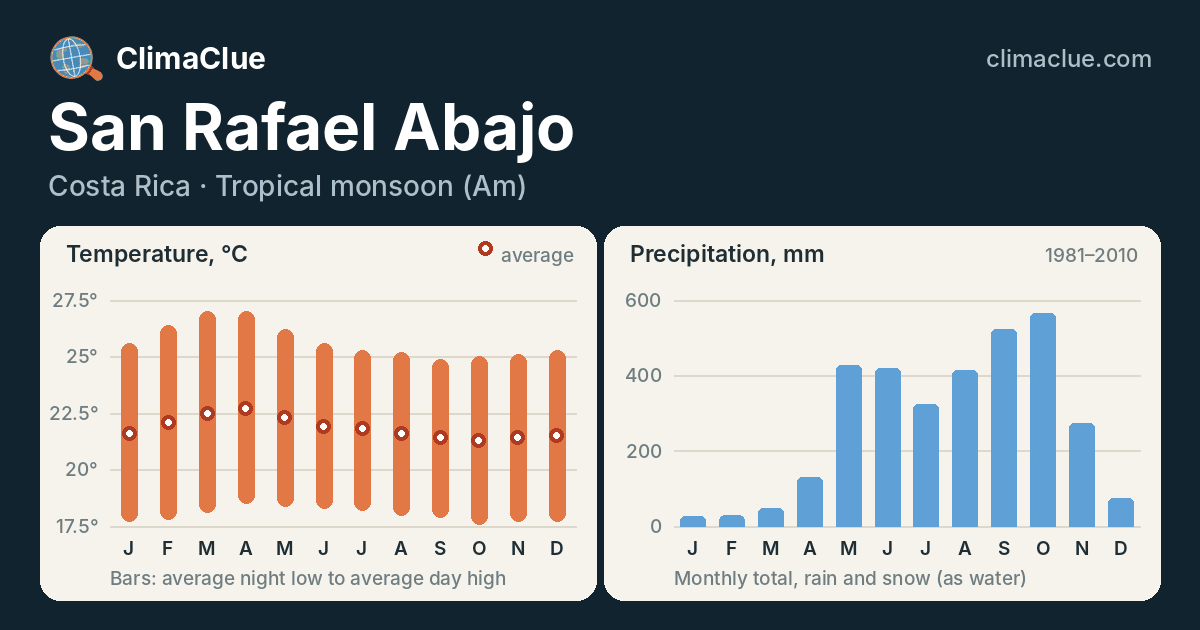 ClimaClue
climaclue.com
San Rafael Abajo
Costa Rica · Tropical monsoon (Am)
Temperature, °C
average
27.5°
25°
22.5°
20°
17.5°
J F M A M J J A S O N D
Bars: average night low to average day high
Precipitation, mm
1981–2010
600
400
200
0
J F M A M J J A S O N D
Monthly total, rain and snow (as water)